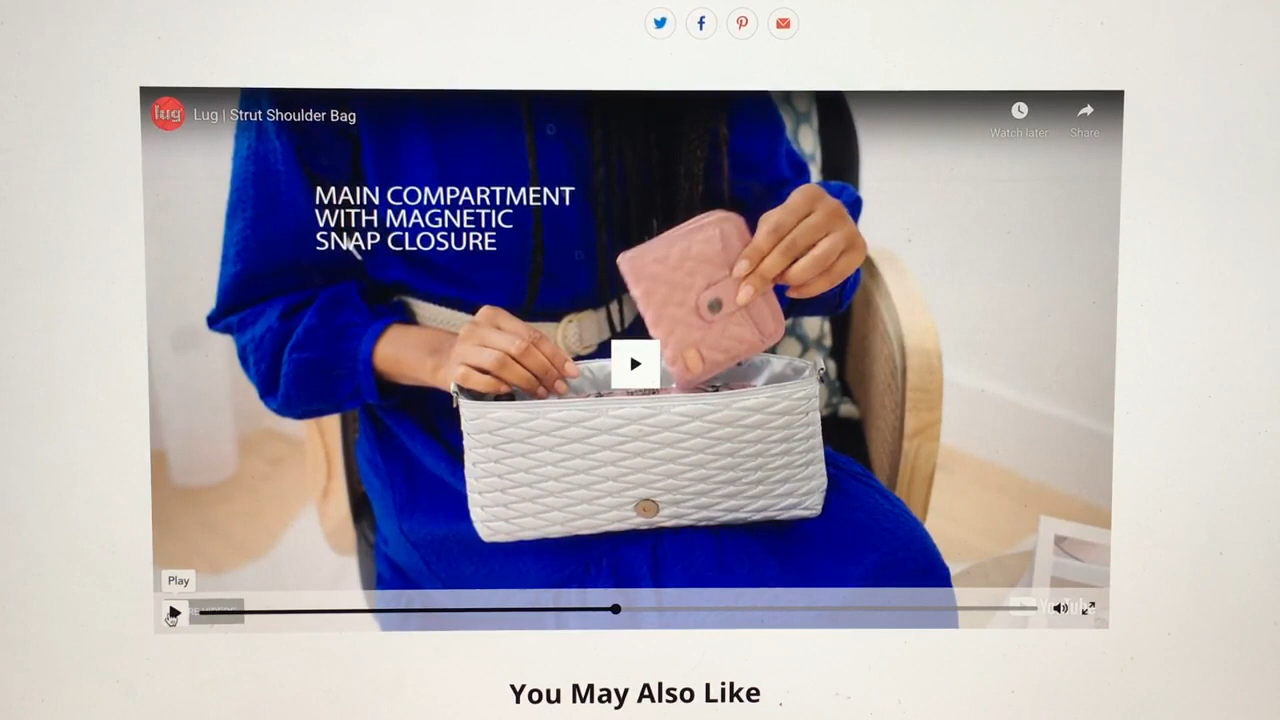 lug
Lug | Strut Shoulder Bag
Watch later
Share
MAIN COMPARTMENT
WITH MAGNETIC
SNAP CLOSURE
Play
YouTube
You May Also Like